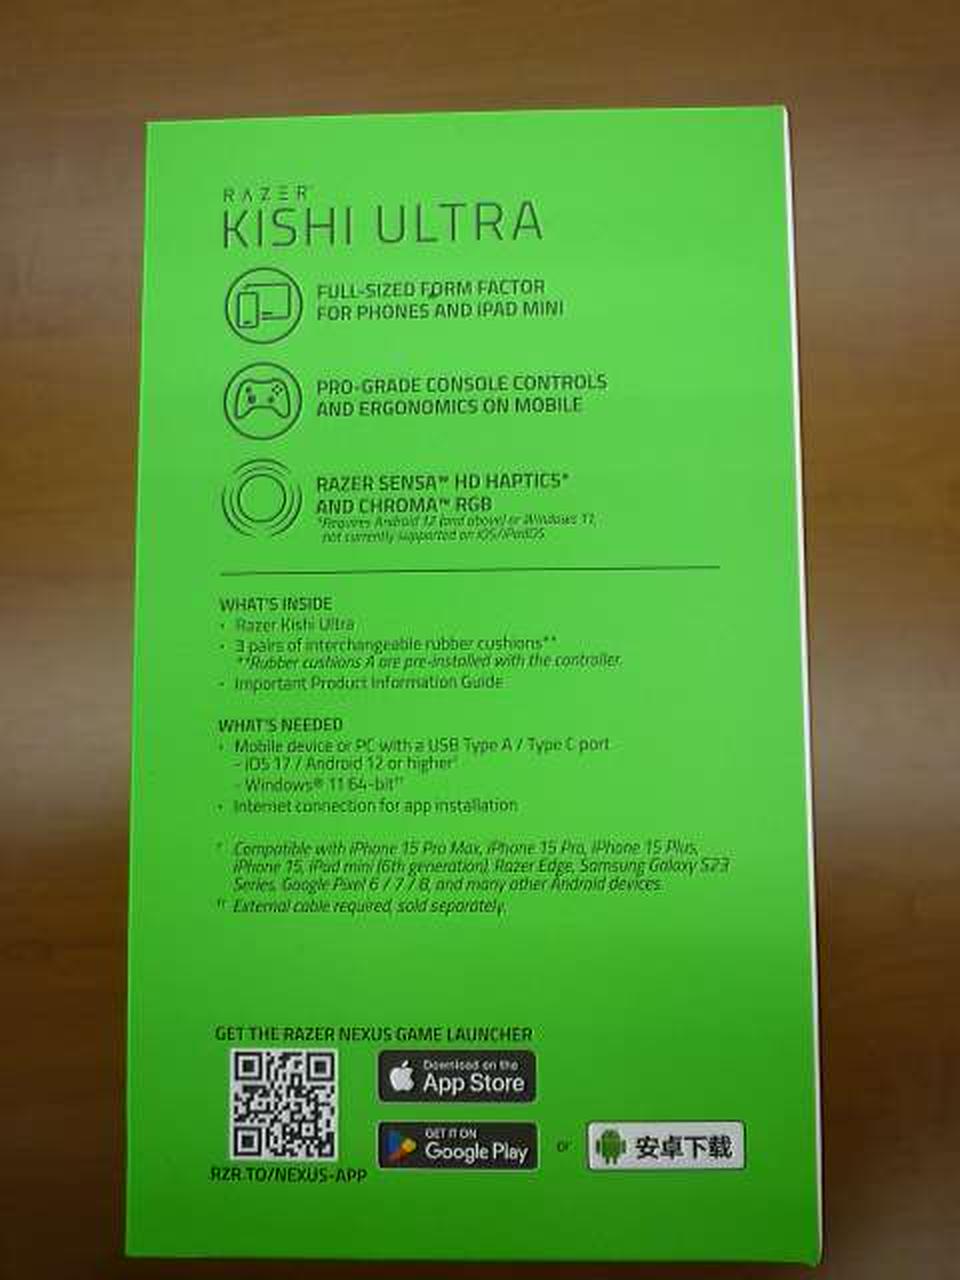 RAZER
KISHI ULTRA
FULL-SIZED FORM FACTOR
FOR PHONES AND IPAD MINI
PRO-GRADE CONSOLE CONTROLS
AND ERGONOMICS ON MOBILE
RAZER SENSA™ HD HAPTICS*
AND CHROMA™ RGB
*Requires Android 12 (and above) or Windows 11,
not currently supported on iOS/iPadOS
WHAT'S INSIDE
• Razer Kishi Ultra
• 3 pairs of interchangeable rubber cushions**
**Rubber cushions A are pre-installed with the controller.
• Important Product Information Guide
WHAT'S NEEDED
• Mobile device or PC with a USB Type A / Type C port
- iOS 17 / Android 12 or higher†
- Windows® 11 64-bit††
• Internet connection for app installation
† Compatible with iPhone 15 Pro Max, iPhone 15 Pro, iPhone 15 Plus,
iPhone 15, iPad mini (6th generation), Razer Edge, Samsung Galaxy S23
Series, Google Pixel 6 / 7 / 8, and many other Android devices.
†† External cable required, sold separately.
GET THE RAZER NEXUS GAME LAUNCHER
Download on the
App Store
GET IT ON
Google Play
or
安卓下载
RZR.TO/NEXUS-APP